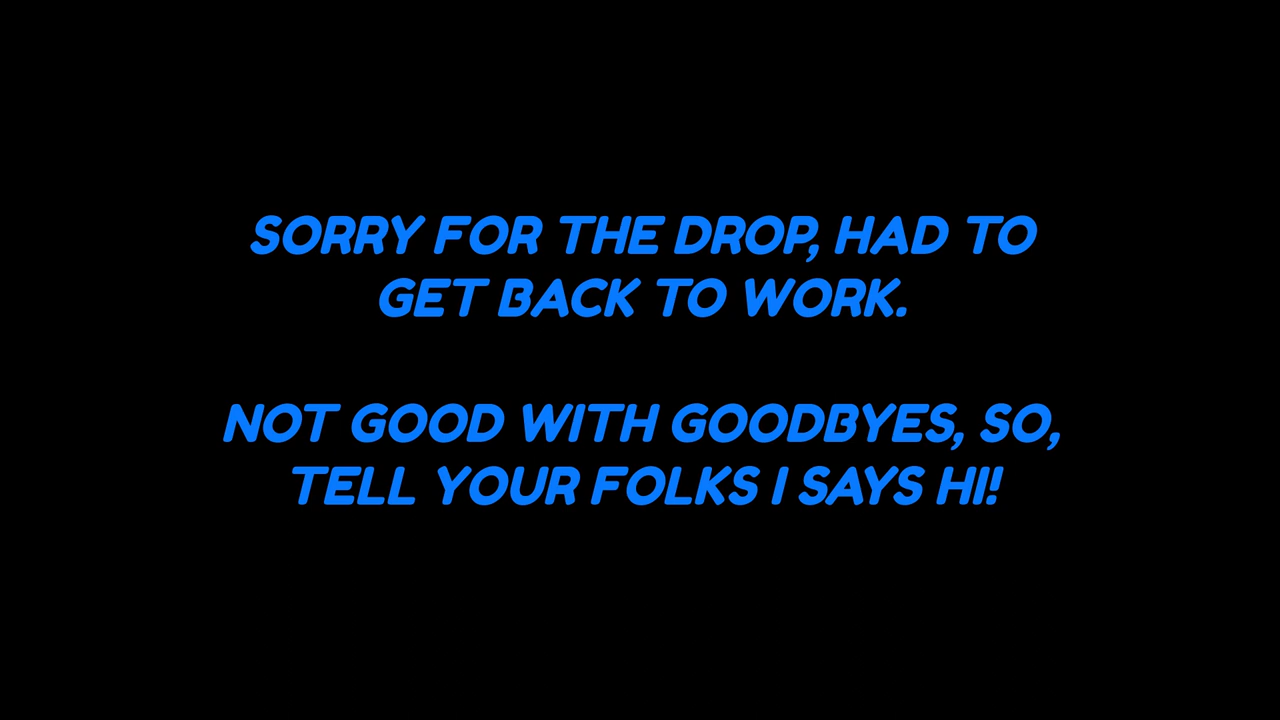 SORRY FOR THE DROP, HAD TO
GET BACK TO WORK.
NOT GOOD WITH GOODBYES, SO,
TELL YOUR FOLKS I SAYS HI!